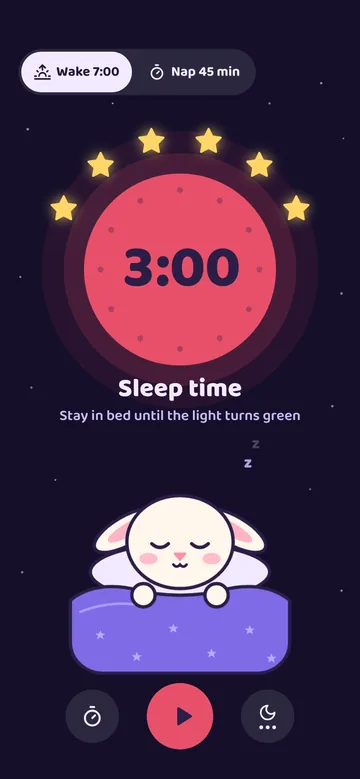 Wake 7:00
Nap 45 min
3:00
Sleep time
Stay in bed until the light turns green
z
z